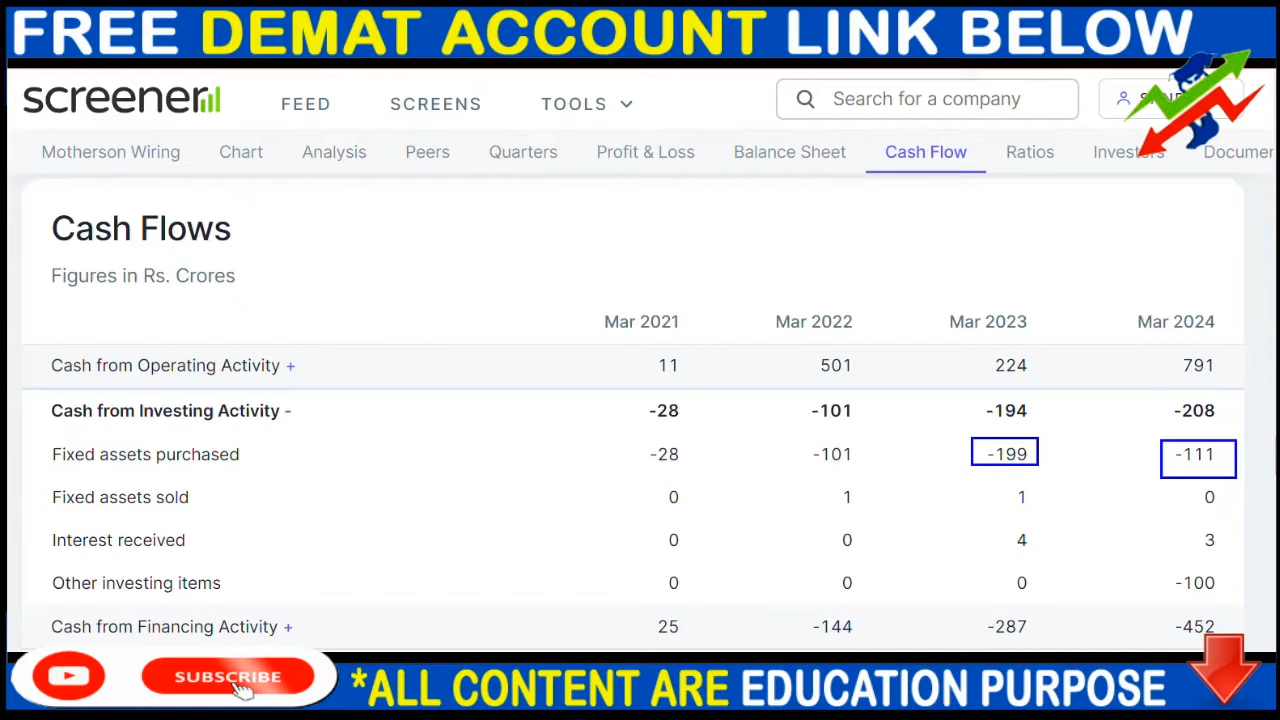 FREE DEMAT ACCOUNT LINK BELOW
screener FEED SCREENS TOOLS Search for a company
Motherson Wiring Chart Analysis Peers Quarters Profit & Loss Balance Sheet Cash Flow Ratios Investors Documen
Cash Flows
Figures in Rs. Crores
Mar 2021 Mar 2022 Mar 2023 Mar 2024
Cash from Operating Activity + 11 501 224 791
Cash from Investing Activity - -28 -101 -194 -208
Fixed assets purchased -28 -101 -199 -111
Fixed assets sold 0 1 1 0
Interest received 0 0 4 3
Other investing items 0 0 0 -100
Cash from Financing Activity + 25 -144 -287 -452
SUBSCRIBE
*ALL CONTENT ARE EDUCATION PURPOSE